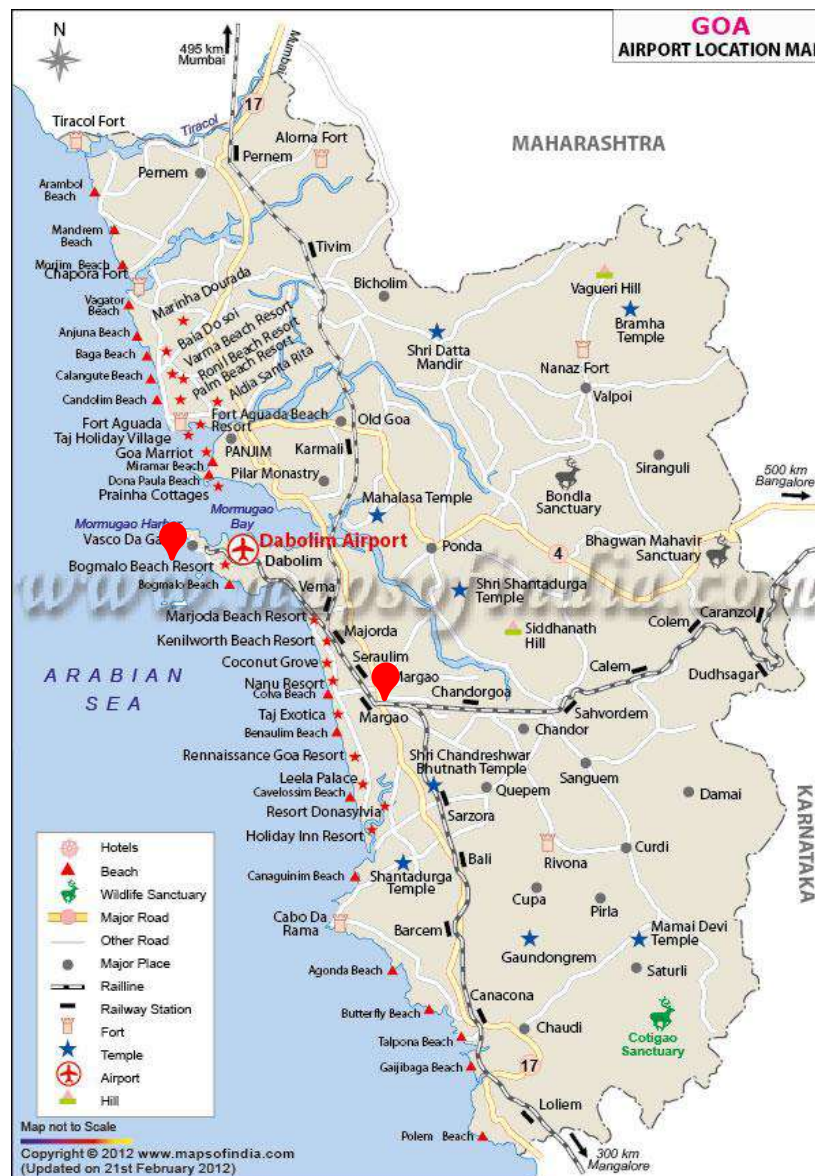 GOA
AIRPORT LOCATION MAP
N
495 km
Mumbai
Mumbai
17
Tiracol Fort
Tiracol
Alorna Fort
MAHARASHTRA
Pernem
Pernem
Arambol
Beach
Mandrem
Beach
Tivim
Morjim Beach
Chapora Fort
Marinha Dourada
Bicholim
Vagueri Hill
Vagator
Beach
Bala Do soi
Bramha
Temple
Anjuna Beach
Varma Beach Resort
Shri Datta
Mandir
Baga Beach
Ronil Beach Resort
Nanaz Fort
Calangute Beach
Palm Beach Resort
Valpoi
Candolim Beach
Aldia Santa Rita
Fort Aguada
Fort Aguada Beach
Resort
Old Goa
Taj Holiday Village
PANJIM
Karmali
Goa Marriot
Siranguli
Miramar Beach
Pilar Monastry
500 km
Bangalore
Dona Paula Beach
Bondla
Sanctuary
Prainha Cottages
Mahalasa Temple
Mormugao
Bay
Mormugao
Vasco Da
Dabolim Airport
Ponda
4
Bhagwan Mahavir
Sanctuary
Dabolim
Bogmalo Beach Resort
Bogmalo Beach
Verna
Shri Shantadurga
Temple
www.mapsofindia.com
Marjoda Beach Resort
Majorda
Siddhanath
Hill
Colem
Caranzol
Kenilworth Beach Resort
Seraulim
Coconut Grove
Margao
Calem
Dudhsagar
ARABIAN
SEA
Nanu Resort
Chandorgoa
Colva Beach
Sahvordem
Taj Exotica
Margao
Chandor
Benaulim Beach
Rennaissance Goa Resort
Shri Chandreshwar
Bhutnath Temple
Sanguem
Leela Palace
Quepem
Damai
Cavelossim Beach
Resort Donasylvia
Sarzora
KARNATAKA
Holiday Inn Resort
Curdi
Bali
Rivona
Canaguinim Beach
Shantadurga
Temple
Cupa
Pirla
Cabo Da
Rama
Barcem
Mamai Devi
Temple
Gaundongrem
Agonda Beach
Saturli
Canacona
Butterfly Beach
Chaudi
Talpona Beach
Cotigao
Sanctuary
Gaijibaga Beach
17
Loliem
Polem Beach
300 km
Mangalore
Hotels
Beach
Wildlife Sanctuary
Major Road
Other Road
Major Place
Railline
Railway Station
Fort
Temple
Airport
Hill
Map not to Scale
Copyright © 2012 www.mapsofindia.com
(Updated on 21st February 2012)